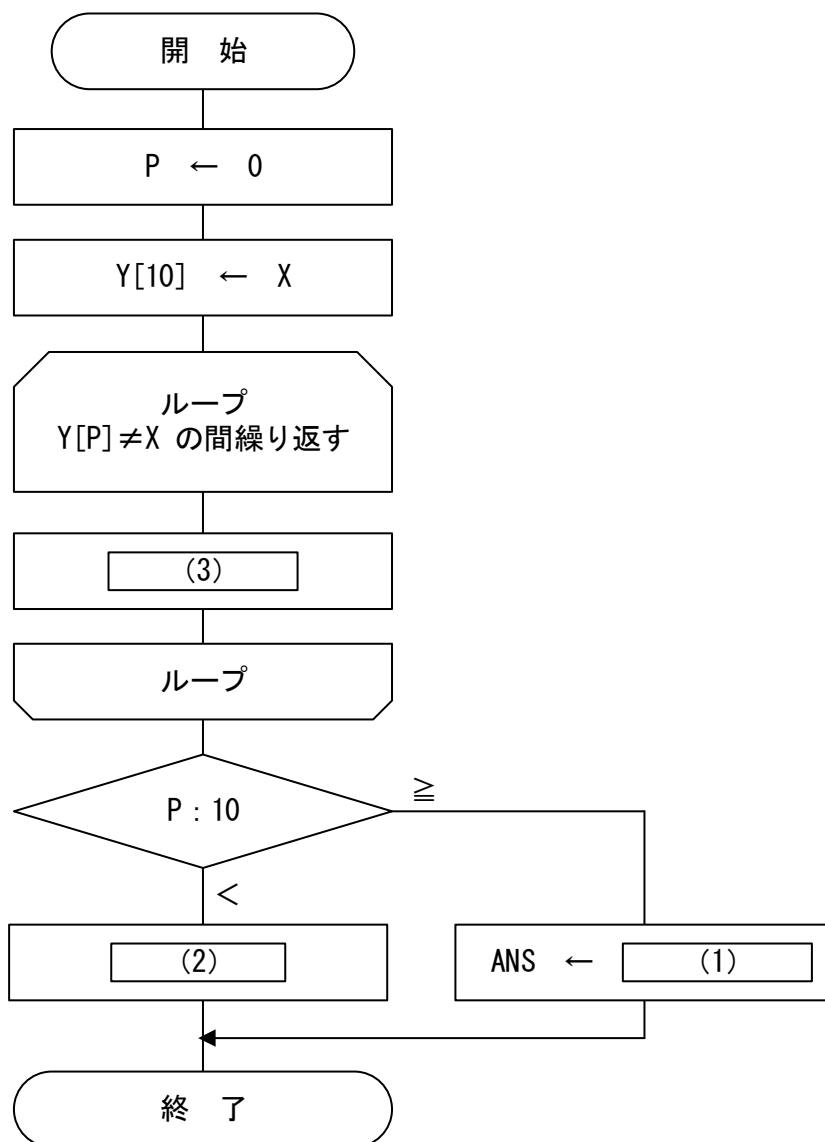 開 始
P ← 0
Y[10] ← X
ループ
Y[P]≠X の間繰り返す
(3)
ループ
P：10
≧
＜
(2)
ANS ← (1)
終 了